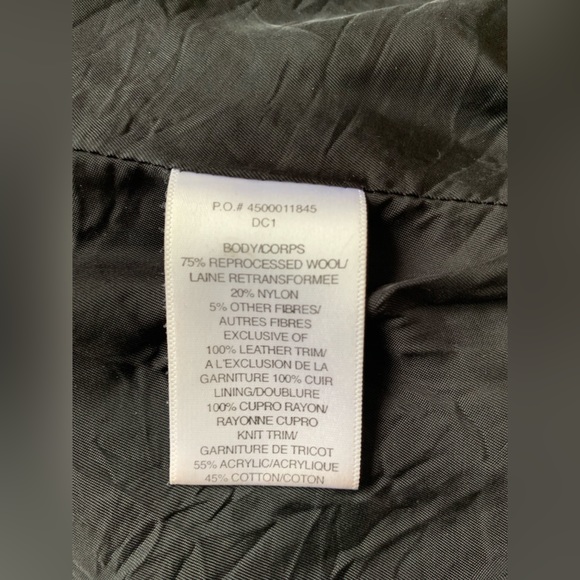 P.O.# 4500011845
DC1
BODY/CORPS
75% REPROCESSED WOOL/
LAINE RETRANSFORMEE
20% NYLON
5% OTHER FIBRES/
AUTRES FIBRES
EXCLUSIVE OF
100% LEATHER TRIM/
A L'EXCLUSION DE LA
GARNITURE 100% CUIR
LINING/DOUBLURE
100% CUPRO RAYON/
RAYONNE CUPRO
KNIT TRIM/
GARNITURE DE TRICOT
55% ACRYLIC/ACRYLIQUE
45% COTTON/COTON